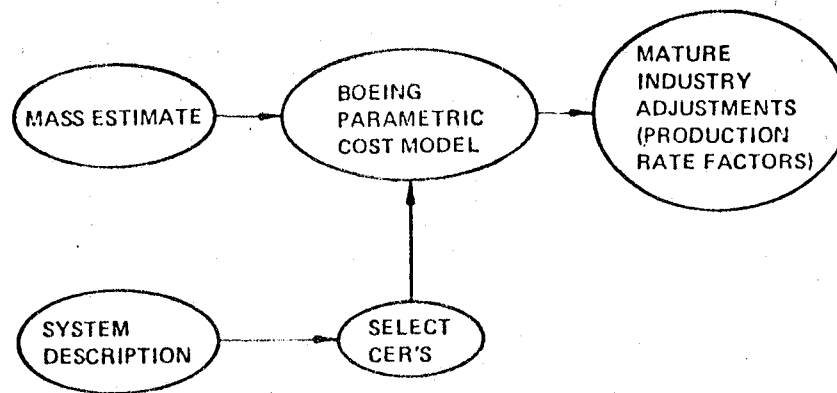 MASS ESTIMATE
BOEING
PARAMETRIC
COST MODEL
MATURE
INDUSTRY
ADJUSTMENTS
(PRODUCTION
RATE FACTORS)
SYSTEM
DESCRIPTION
SELECT
CER'S